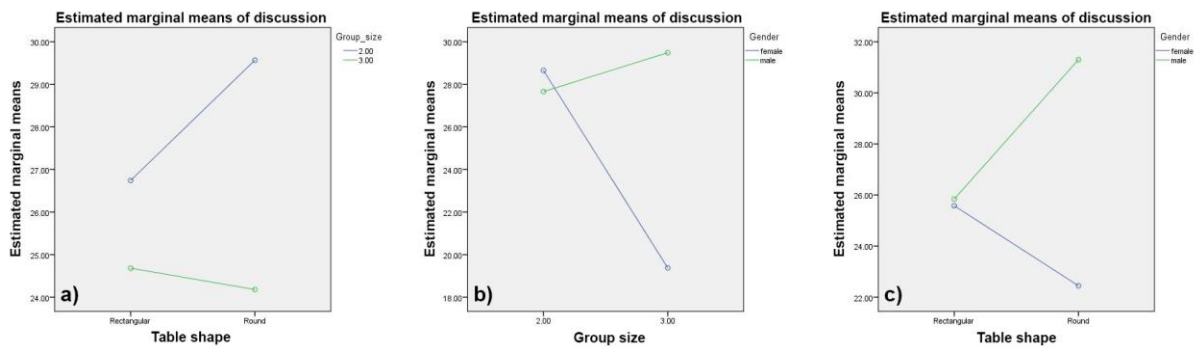 Estimated marginal means of discussion
Group_size
2.00
3.00
30.00
29.00
28.00
27.00
26.00
25.00
24.00
Estimated marginal means
a)
Rectangular
Round
Table shape
Estimated marginal means of discussion
Gender
female
male
30.00
28.00
26.00
24.00
22.00
20.00
18.00
Estimated marginal means
b)
2.00
3.00
Group size
Estimated marginal means of discussion
Gender
female
male
32.00
30.00
28.00
26.00
24.00
22.00
Estimated marginal means
c)
Rectangular
Round
Table shape